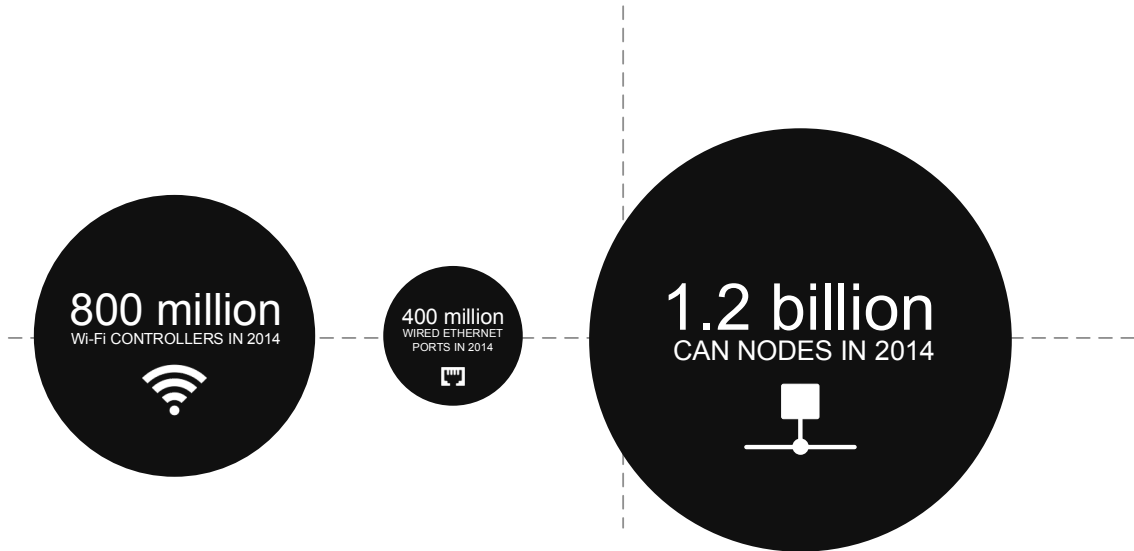 800 million
Wi-Fi CONTROLLERS IN 2014
400 million
WIRED ETHERNET
PORTS IN 2014
1.2 billion
CAN NODES IN 2014